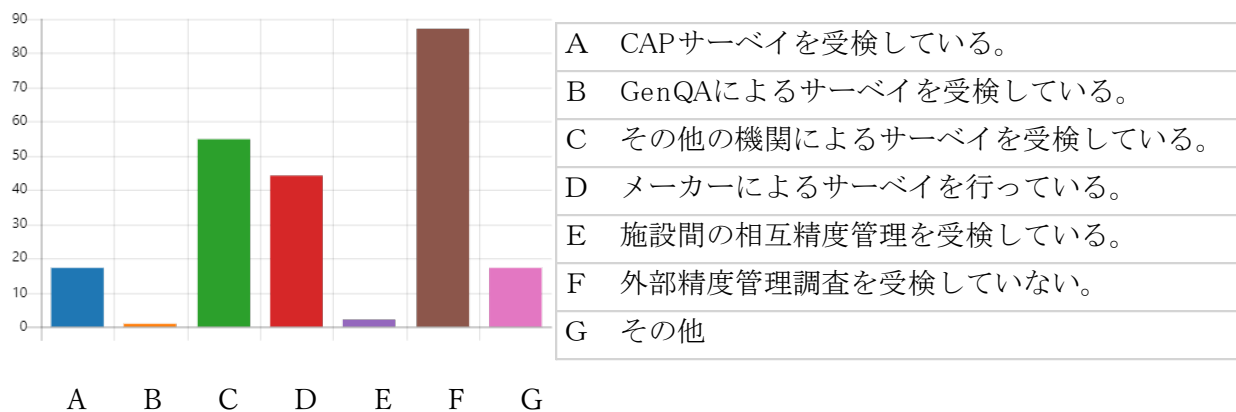 90
80
70
60
50
40
30
20
10
0
A B C D E F G
A CAPサーベイを受検している。
B GenQAによるサーベイを受検している。
C その他の機関によるサーベイを受検している。
D メーカーによるサーベイを行っている。
E 施設間の相互精度管理を受検している。
F 外部精度管理調査を受検していない。
G その他